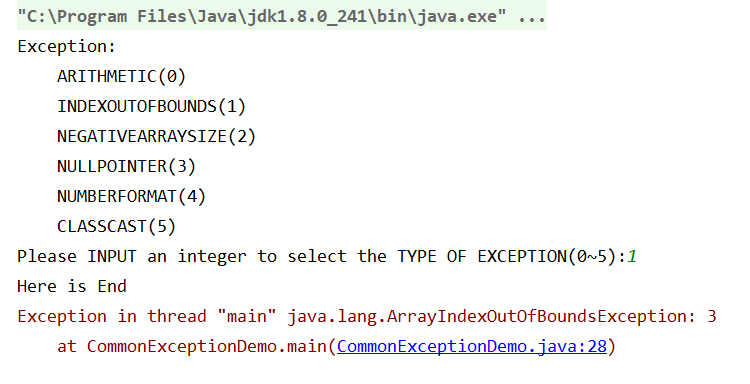 "C:\Program Files\Java\jdk1.8.0_241\bin\java.exe" ...
Exception:
    ARITHMETIC(0)
    INDEXOUTOFBOUNDS(1)
    NEGATIVEARRAYSIZE(2)
    NULLPOINTER(3)
    NUMBERFORMAT(4)
    CLASSCAST(5)
Please INPUT an integer to select the TYPE OF EXCEPTION(0~5):1
Here is End
Exception in thread "main" java.lang.ArrayIndexOutOfBoundsException: 3
    at CommonExceptionDemo.main(CommonExceptionDemo.java:28)